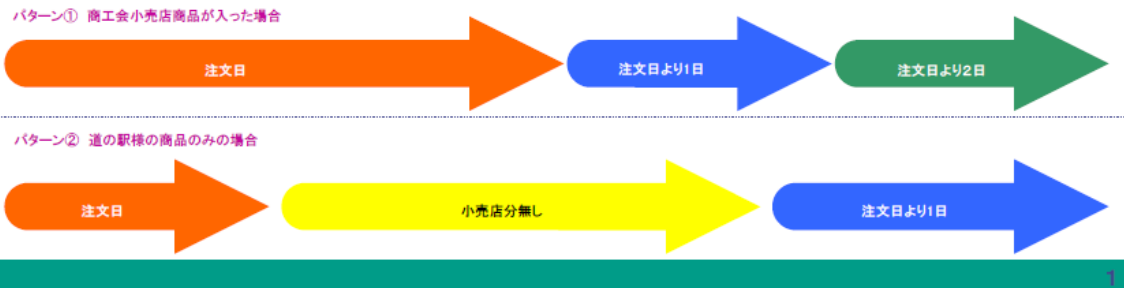 パターン① 商工会小売店商品が入った場合
注文日
注文日より1日
注文日より2日
パターン② 道の駅様の商品のみの場合
注文日
小売店分無し
注文日より1日
1